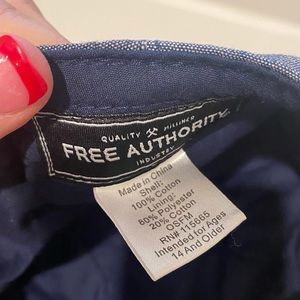 QUALITY MILLINER
FREE AUTHORITY
INDUSTRY
Made in China
Shell:
100% Cotton
Lining:
80% Polyester
20% Cotton
OSFM
RN# 115665
Intended for Ages
14 And Older